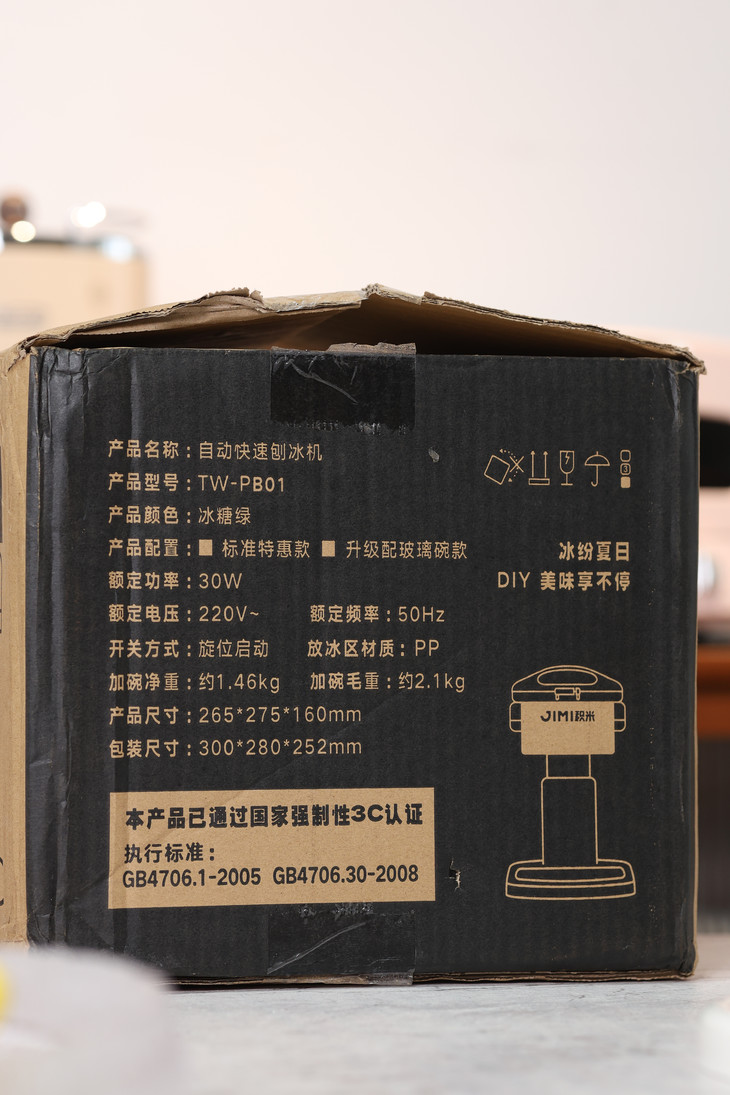 产品名称：自动快速刨冰机
产品型号：TW-PB01
产品颜色：冰糖绿
产品配置：■ 标准特惠款 ■ 升级配玻璃碗款
额定功率：30W
额定电压：220V~ 额定频率：50Hz
开关方式：旋位启动 放冰区材质：PP
加碗净重：约1.46kg 加碗毛重：约2.1kg
产品尺寸：265*275*160mm
包装尺寸：300*280*252mm
本产品已通过国家强制性3C认证
执行标准：
GB4706.1-2005 GB4706.30-2008
3
冰纷夏日
DIY 美味享不停
JIMI积米